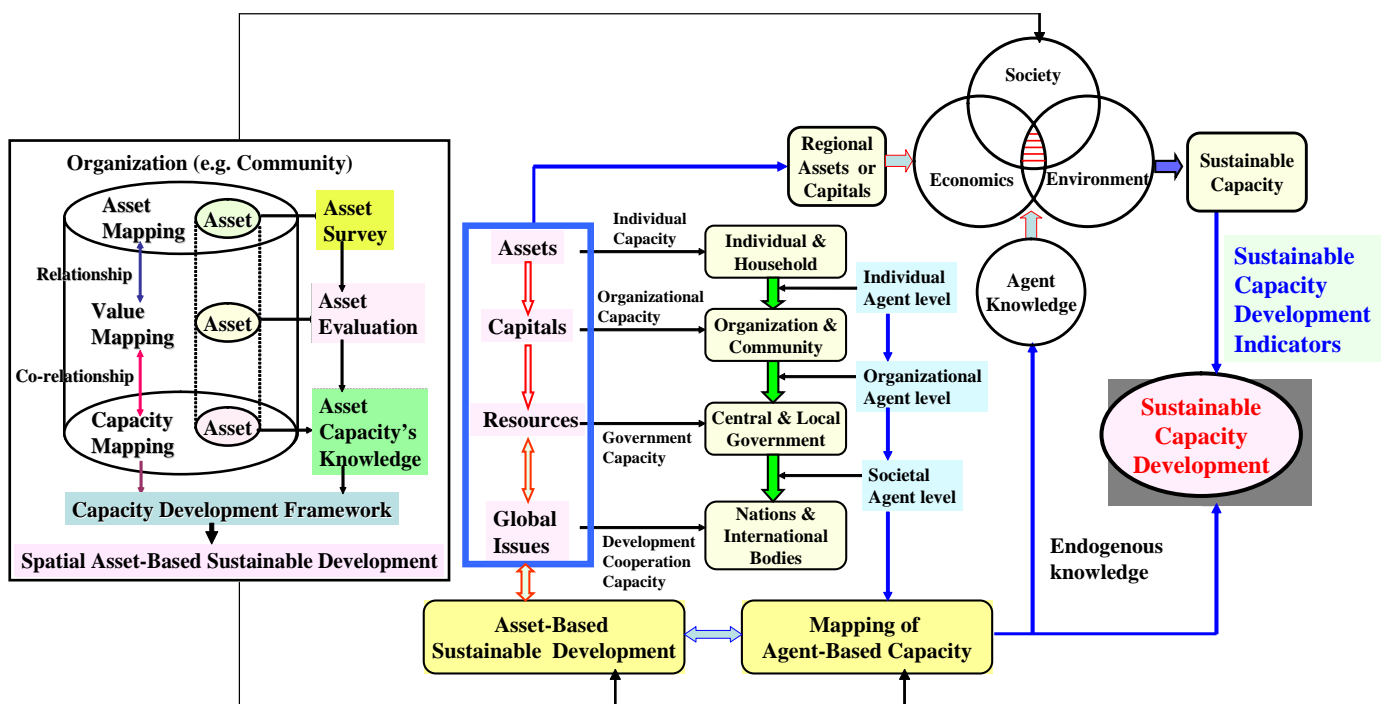 Organization (e.g. Community)
Asset
Mapping
Asset
Asset
Survey
Relationship
Value
Mapping
Asset
Asset
Evaluation
Co-relationship
Capacity
Mapping
Asset
Asset
Capacity’s
Knowledge
Capacity Development Framework
Spatial Asset-Based Sustainable Development
Assets
Capitals
Resources
Global
Issues
Individual
Capacity
Organizational
Capacity
Government
Capacity
Development
Cooperation
Capacity
Individual &
Household
Organization &
Community
Central & Local
Government
Nations &
International
Bodies
Individual
Agent level
Organizational
Agent level
Societal
Agent level
Asset-Based
Sustainable Development
Mapping of
Agent-Based Capacity
Regional
Assets or
Capitals
Society
Economics
Environment
Agent
Knowledge
Sustainable
Capacity
Sustainable
Capacity
Development
Indicators
Sustainable
Capacity
Development
Endogenous
knowledge